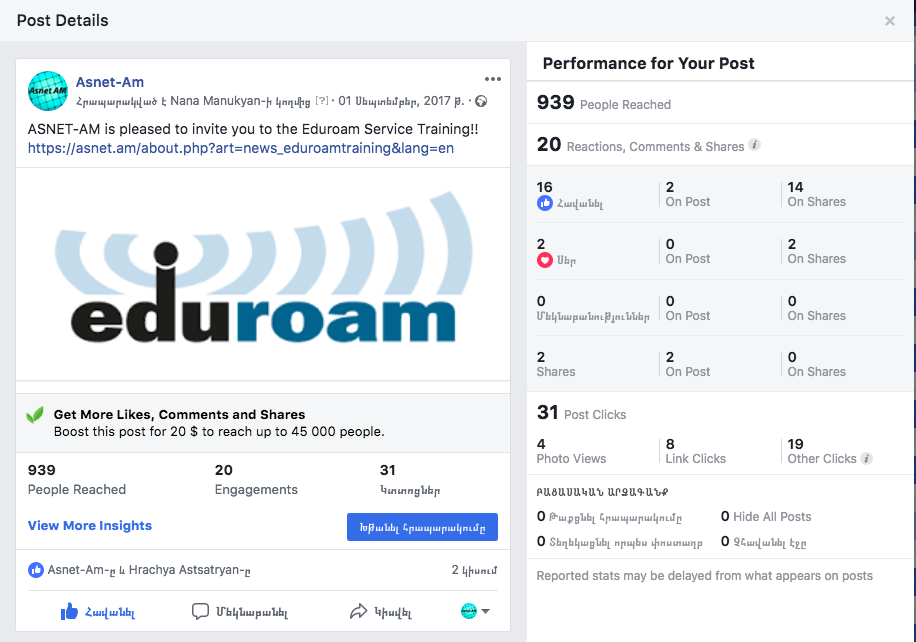 Post Details
Asnet-Am
Հրապարակված է Nana Manukyan-ի կողմից [?] · 01 Սեպտեմբեր, 2017 թ. ·
ASNET-AM is pleased to invite you to the Eduroam Service Training!!
https://asnet.am/about.php?art=news_eduroamtraining&lang=en
eduroam
Get More Likes, Comments and Shares
Boost this post for 20 $ to reach up to 45 000 people.
939 20 31
People Reached Engagements Կտտոցներ
View More Insights Խթանել հրապարակումը
Asnet-Am-ը և Hrachya Astsatryan-ը 2 կիսում
Հավանել Մեկնաբանել Կիսվել
Performance for Your Post
939 People Reached
20 Reactions, Comments & Shares
16 2 14
Հավանել On Post On Shares
2 0 2
Սեր On Post On Shares
0 0 0
Մեկնաբանություններ On Post On Shares
2 2 0
Shares On Post On Shares
31 Post Clicks
4 8 19
Photo Views Link Clicks Other Clicks
ԲԱՑԱՍԱԿԱՆ ԱՐՁԱԳԱՆՔ
0 Թաքցնել հրապարակումը 0 Hide All Posts
0 Տեղեկացնել որպես փոստաղբ 0 Չհավանել էջը
Reported stats may be delayed from what appears on posts